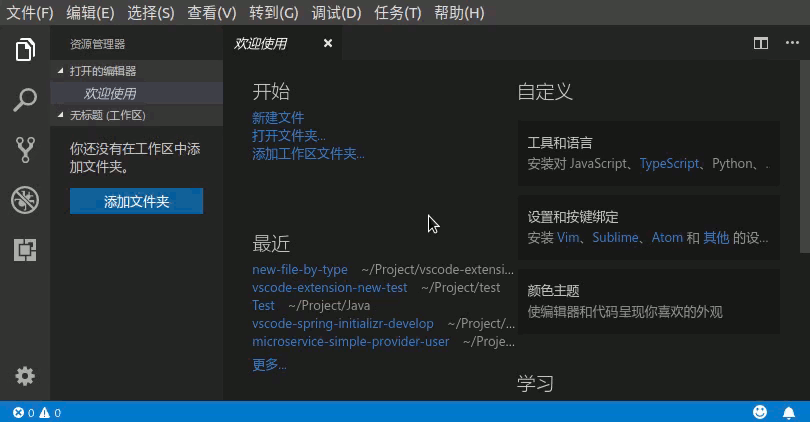 文件(F) 编辑(E) 选择(S) 查看(V) 转到(G) 调试(D) 任务(T) 帮助(H)
资源管理器
打开的编辑器
欢迎使用
无标题 (工作区)
你还没有在工作区中添
加文件夹。
添加文件夹
欢迎使用
开始
新建文件
打开文件夹...
添加工作区文件夹...
最近
new-file-by-type ~/Project/vscode-extensi...
vscode-extension-new-test ~/Project/test
Test ~/Project/Java
vscode-spring-initializr-develop ~/Project/...
microservice-simple-provider-user ~/Proje...
更多...
自定义
工具和语言
安装对 JavaScript、TypeScript、Python、.
设置和按键绑定
安装 Vim、Sublime、Atom 和 其他 的设...
颜色主题
使编辑器和代码呈现你喜欢的外观
学习
0 0